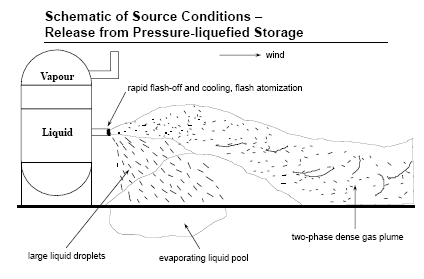 Schematic of Source Conditions –
Release from Pressure-liquefied Storage
wind
Vapour
rapid flash-off and cooling, flash atomization
Liquid
two-phase dense gas plume
large liquid droplets
evaporating liquid pool